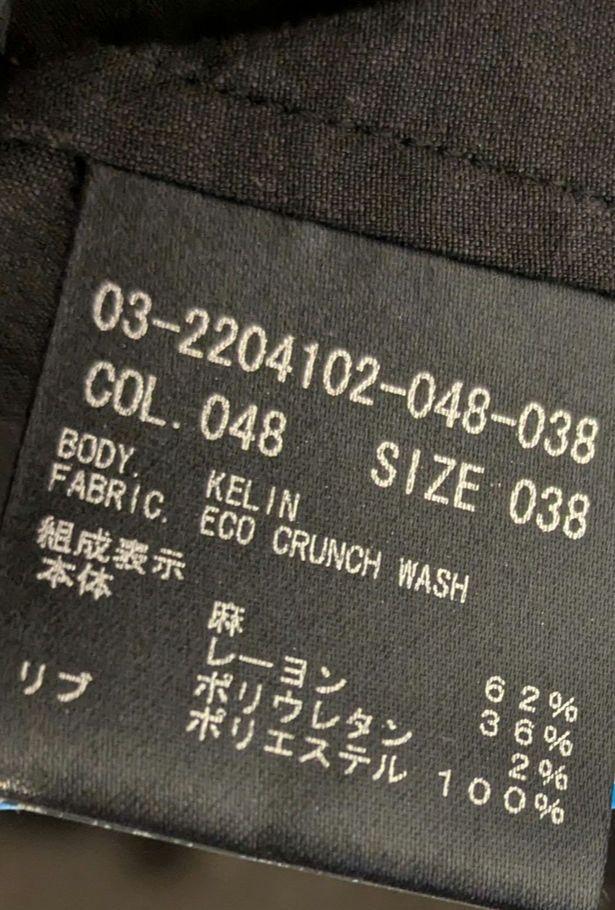 03-2204102-048-038
COL. 048 SIZE 038
BODY. KELIN
FABRIC. ECO CRUNCH WASH
組成表示
本体 麻 62%
レーヨン 36%
ポリウレタン 2%
リブ ポリエステル 100%